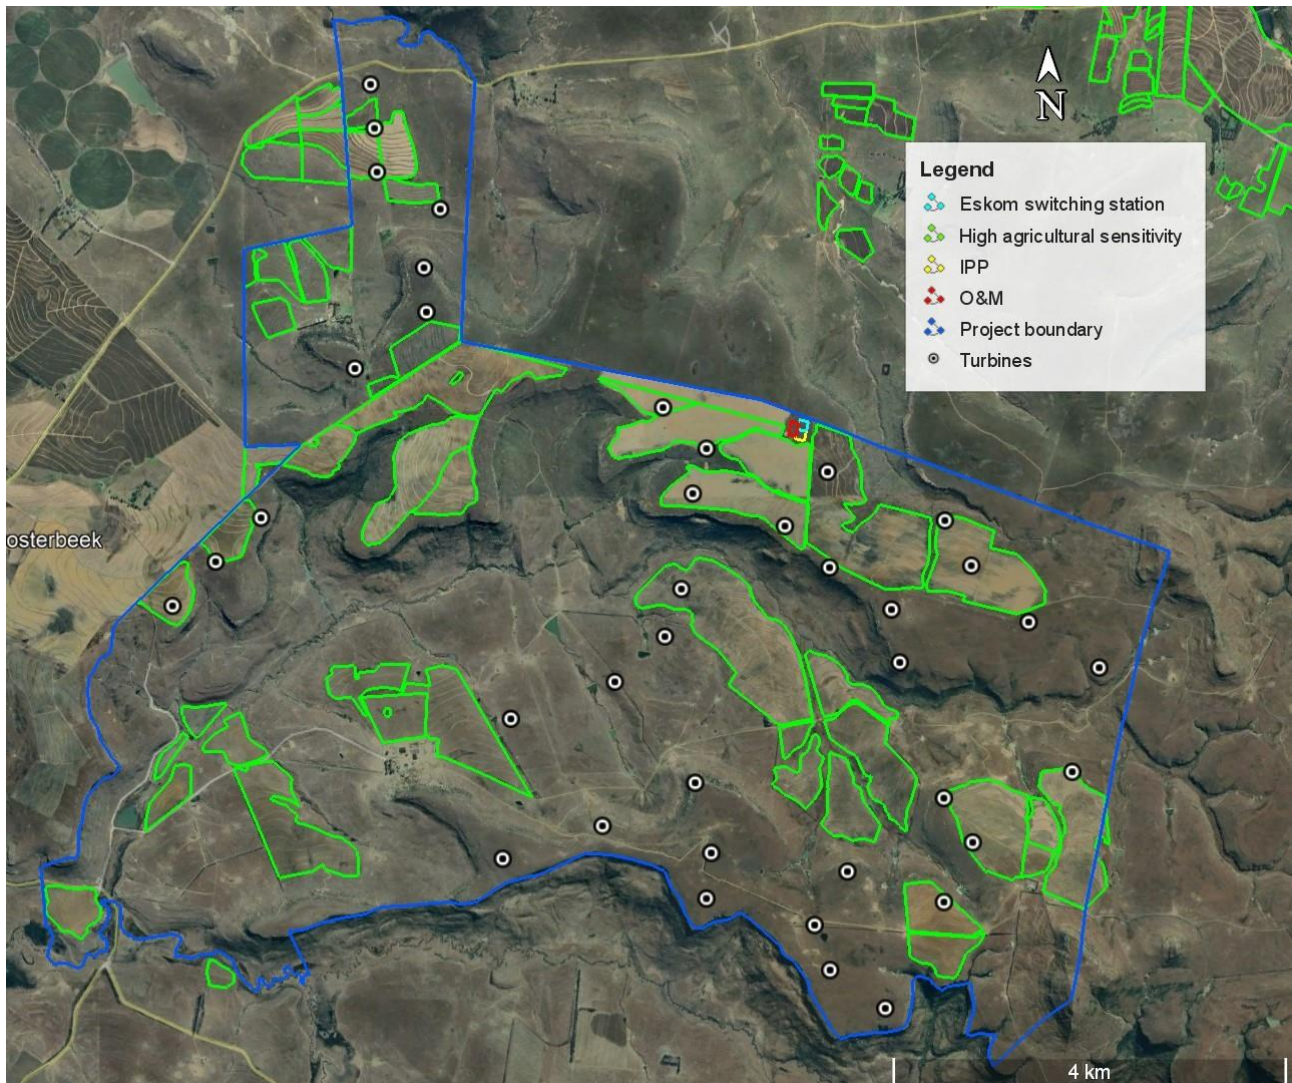 N
Legend
Eskom switching station
High agricultural sensitivity
IPP
O&M
Project boundary
Turbines
osterbeek
4 km